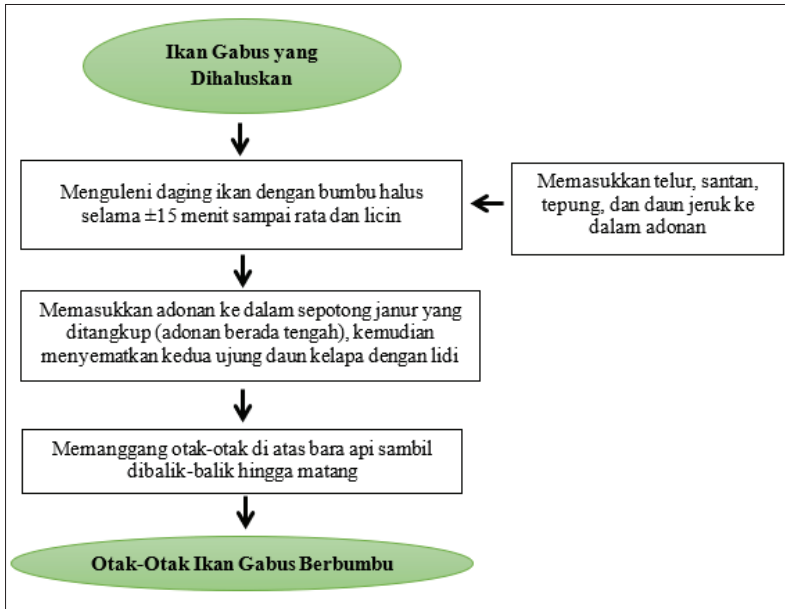 Ikan Gabus yang
Dihaluskan
Menguleni daging ikan dengan bumbu halus
selama ±15 menit sampai rata dan licin
Memasukkan telur, santan,
tepung, dan daun jeruk ke
dalam adonan
Memasukkan adonan ke dalam sepotong janur yang
ditangkup (adonan berada tengah), kemudian
menyematkan kedua ujung daun kelapa dengan lidi
Memanggang otak-otak di atas bara api sambil
dibalik-balik hingga matang
Otak-Otak Ikan Gabus Berbumbu